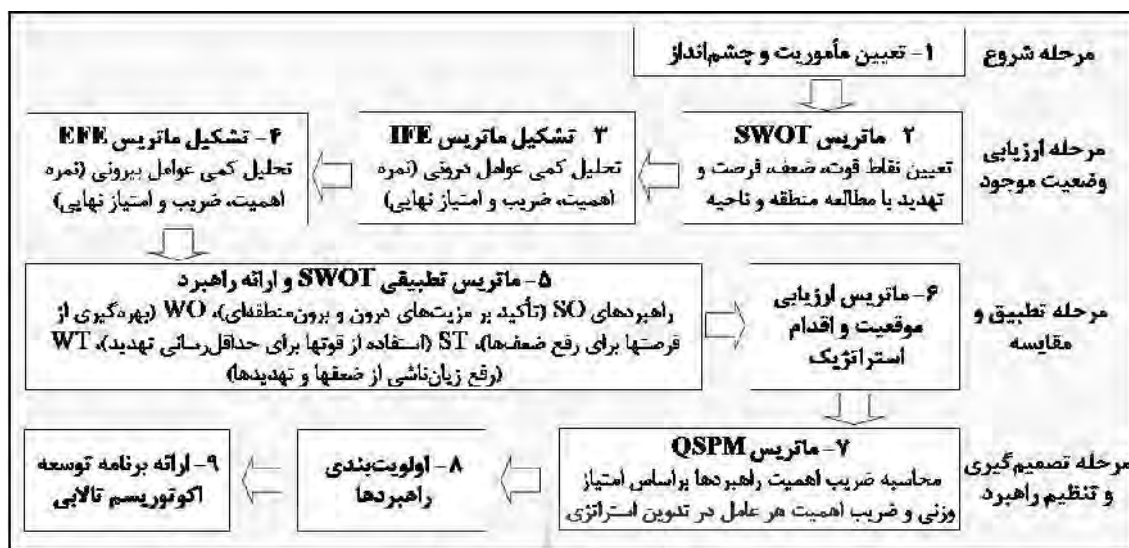 مرحله شروع
۱- تعیین مأموریت و چشم‌انداز
مرحله ارزیابی
وضعیت موجود
۲ ماتریس SWOT
تعیین نقاط قوت، ضعف، فرصت و
تهدید با مطالعه منطقه و ناحیه
۳ تشکیل ماتریس IFE
تحلیل کمی عوامل درونی (نمره
اهمیت، ضریب و امتیاز نهایی)
۴- تشکیل ماتریس EFE
تحلیل کمی عوامل بیرونی (نمره
اهمیت، ضریب و امتیاز نهایی)
مرحله تطبیق و
مقایسه
۵- ماتریس تطبیقی SWOT و ارائه راهبرد
راهبردهای SO (تأکید بر مزیت‌های درون و برون‌منطقه‌ای)، WO (بهره‌گیری از
فرصتها برای رفع ضعف‌ها)، ST (استفاده از قوتها برای حداقل‌رسانی تهدید)، WT
(رفع زیان‌ناشی از ضعفها و تهدیدها)
۶- ماتریس ارزیابی
موقعیت و اقدام
استراتژیک
مرحله تصمیم‌گیری
و تنظیم راهبرد
۷- ماتریس QSPM
محاسبه ضریب اهمیت راهبردها براساس امتیاز
وزنی و ضریب اهمیت هر عامل در تدوین استراتژی
۸- اولویت‌بندی
راهبردها
۹- ارائه برنامه توسعه
اکوتوریسم تالابی